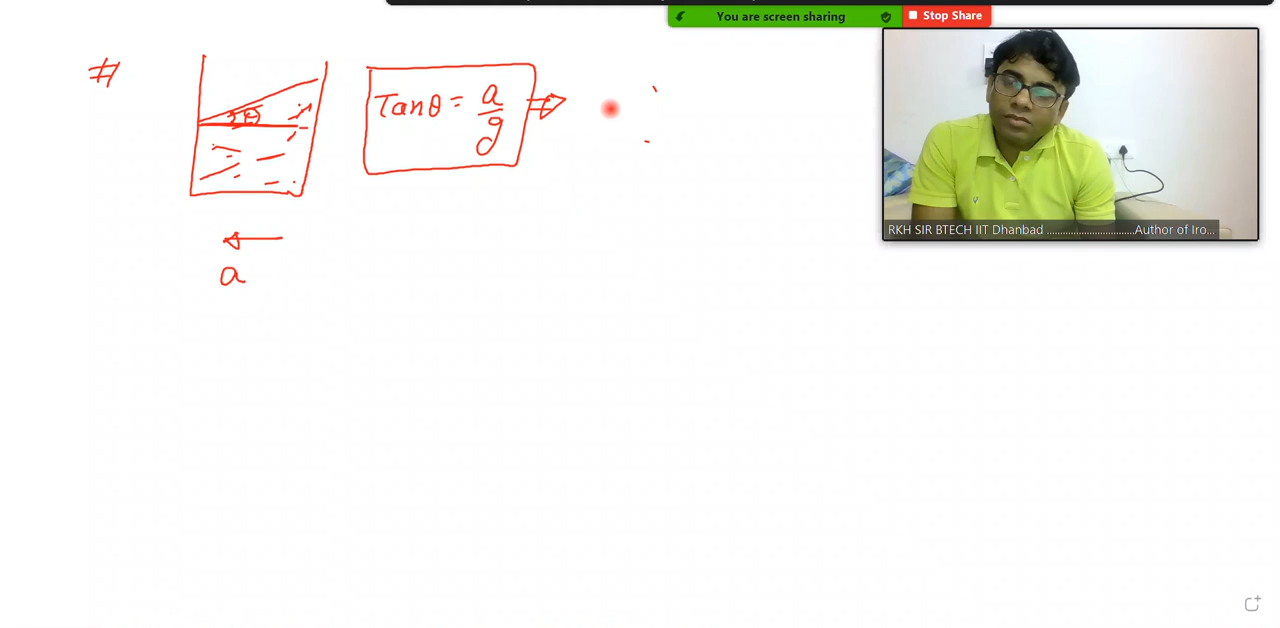 You are screen sharing
Stop Share
#
θ
Tanθ = a/g ⇒
a
RKH SIR BTECH IIT Dhanbad ..................................Author of Iro...